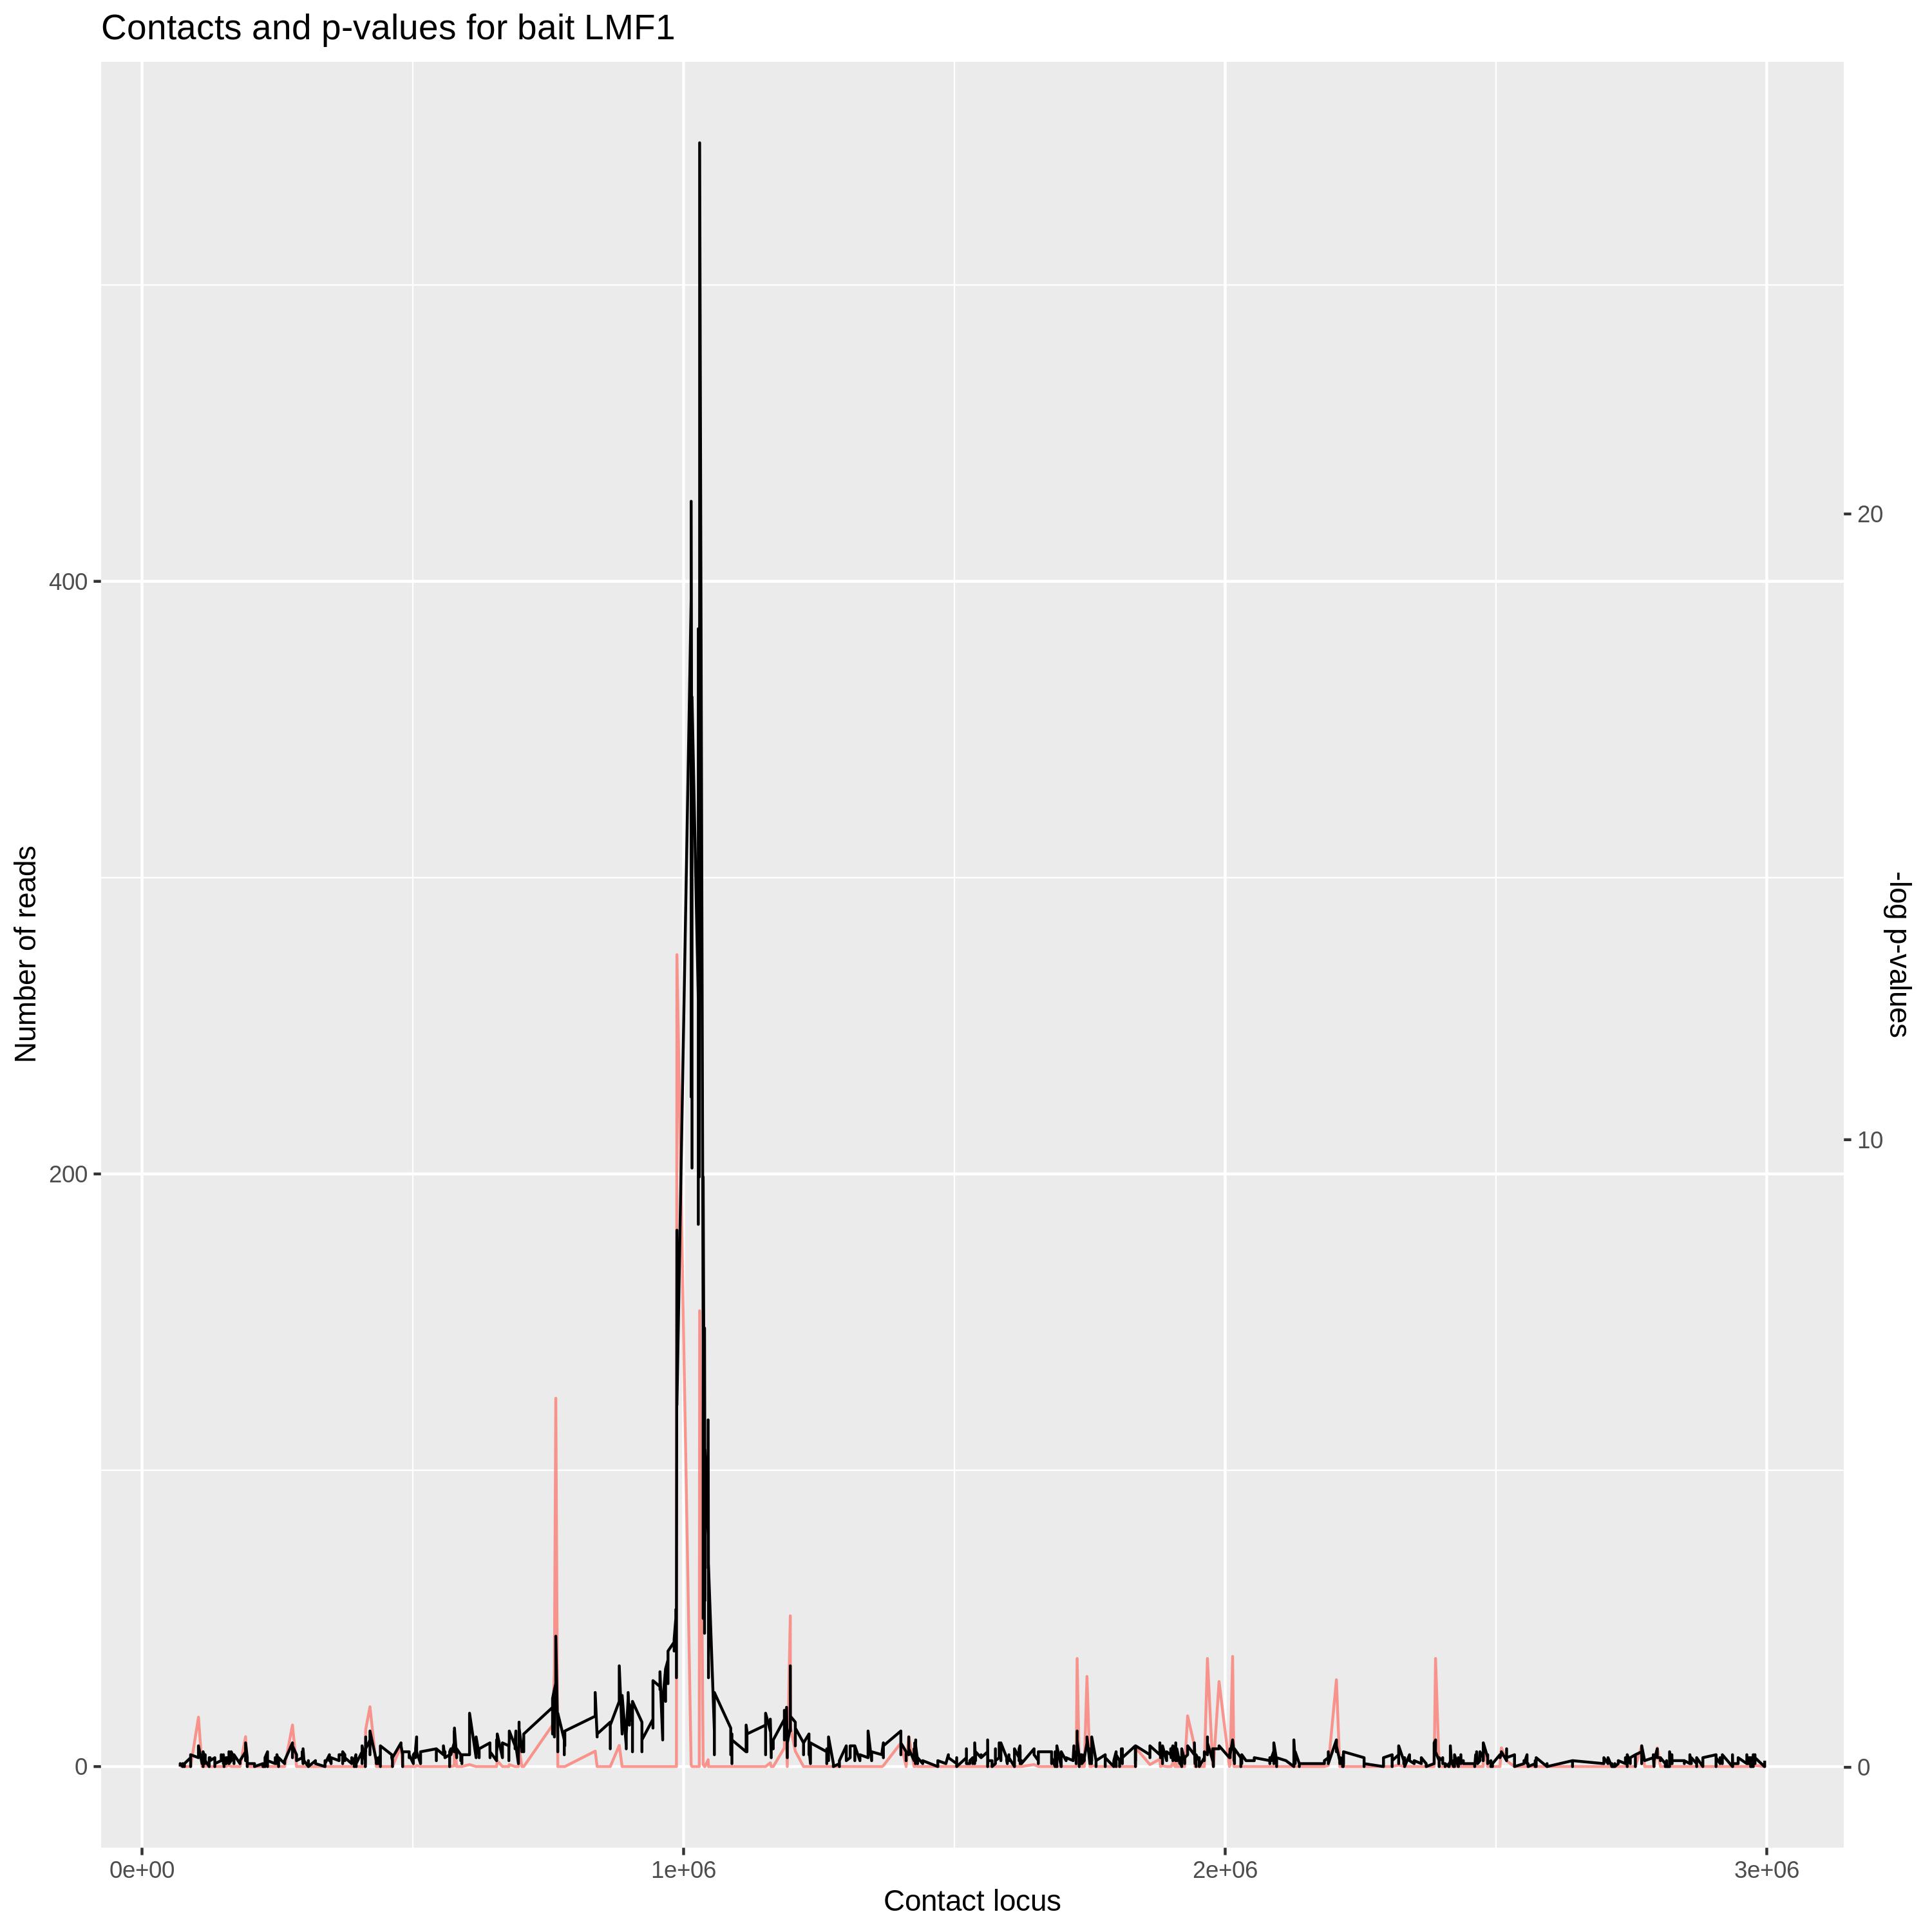 Contacts and p-values for bait LMF1
Number of reads
400
200
0
20
10
0
-log p-values
0e+00 1e+06 2e+06 3e+06
Contact locus